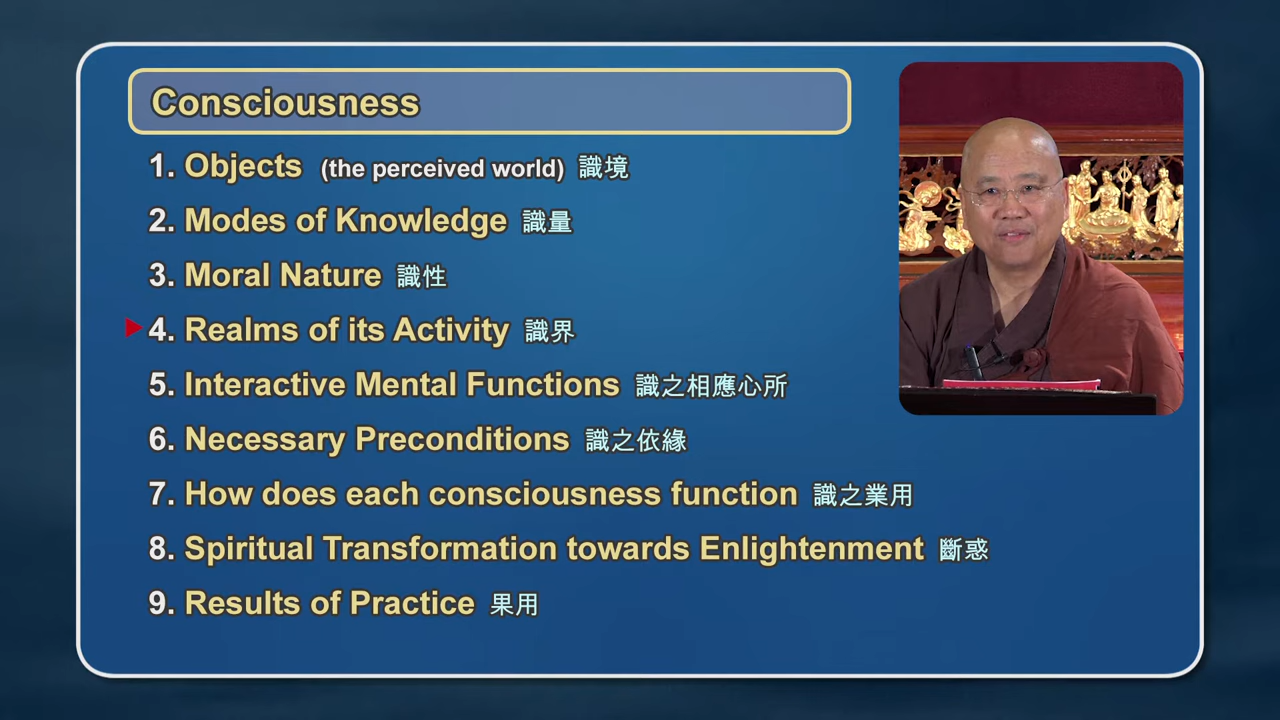 Consciousness
1. Objects (the perceived world) 識境
2. Modes of Knowledge 識量
3. Moral Nature 識性
4. Realms of its Activity 識界
5. Interactive Mental Functions 識之相應心所
6. Necessary Preconditions 識之依緣
7. How does each consciousness function 識之業用
8. Spiritual Transformation towards Enlightenment 斷惑
9. Results of Practice 果用